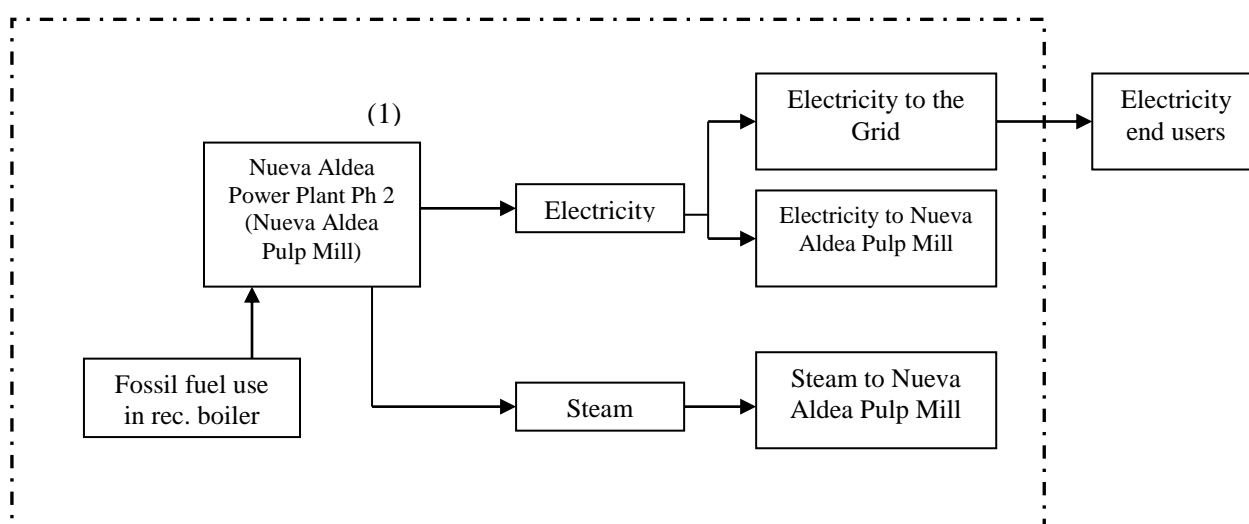 (1)
Nueva Aldea
Power Plant Ph 2
(Nueva Aldea
Pulp Mill)
Fossil fuel use
in rec. boiler
Electricity
Steam
Electricity to the
Grid
Electricity to Nueva
Aldea Pulp Mill
Steam to Nueva
Aldea Pulp Mill
Electricity
end users